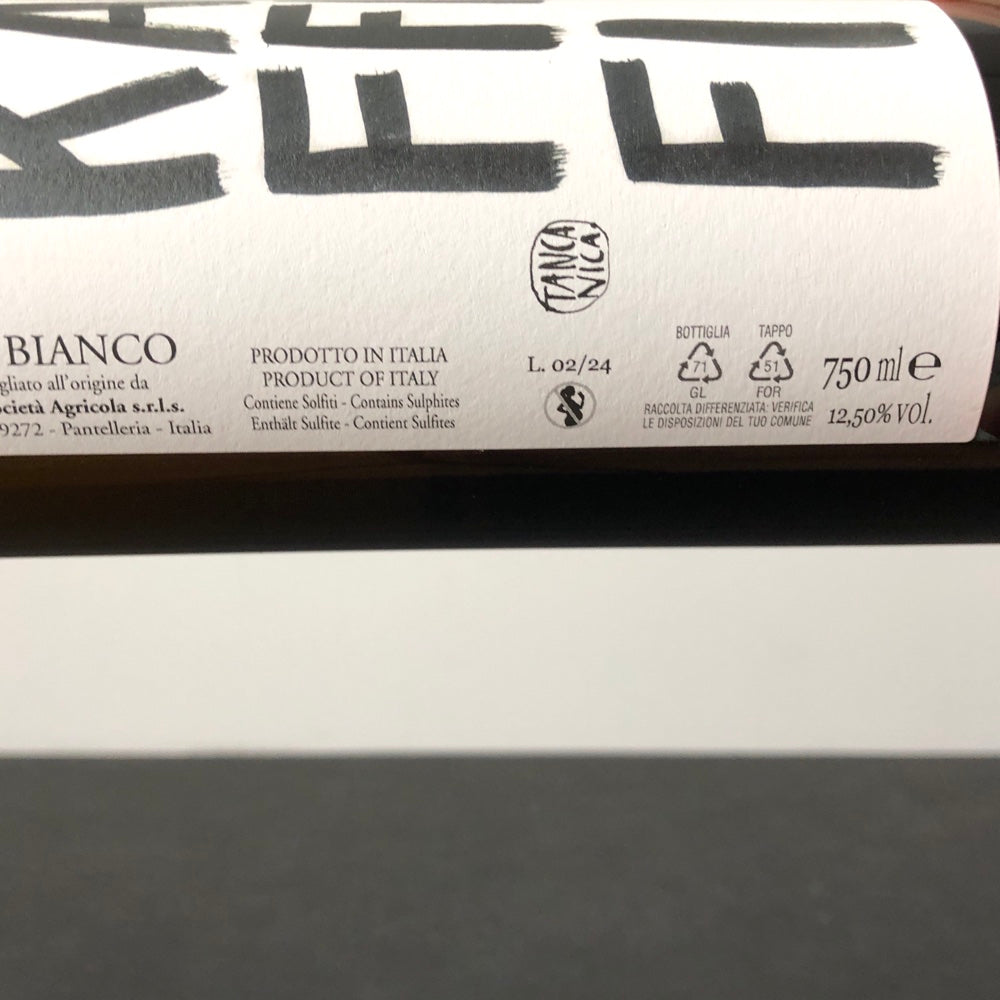 TANCA
NICA.
BIANCO
gliato all'origine da
cietà Agricola s.r.l.s.
9272 - Pantelleria - Italia
PRODOTTO IN ITALIA
PRODUCT OF ITALY
Contiene Solfiti - Contains Sulphites
Enthält Sulfite - Contient Sulfites
L. 02/24
BOTTIGLIA TAPPO
71 51
GL FOR
RACCOLTA DIFFERENZIATA: VERIFICA
LE DISPOSIZIONI DEL TUO COMUNE
750 ml e
12,50% VOL.